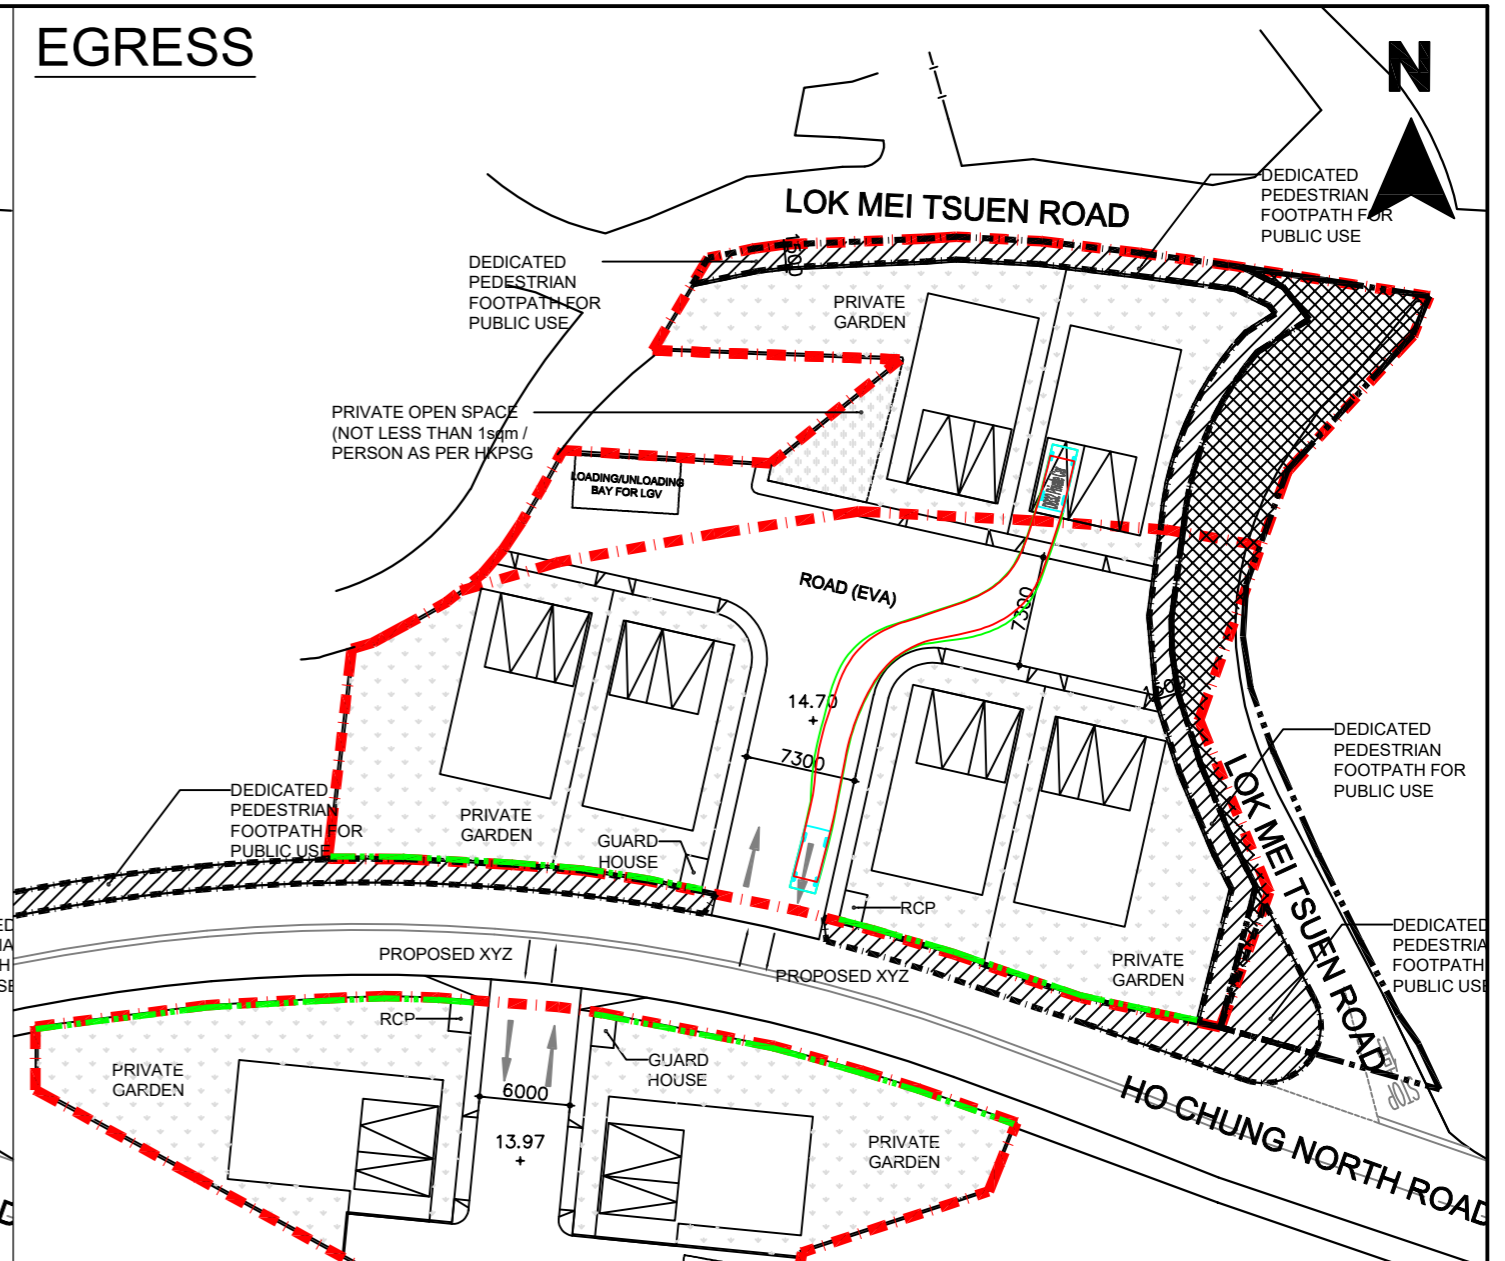 EGRESS
N
LOK MEI TSUEN ROAD
DEDICATED
PEDESTRIAN
FOOTPATH FOR
PUBLIC USE
1500
DEDICATED
PEDESTRIAN
FOOTPATH FOR
PUBLIC USE
PRIVATE
GARDEN
PRIVATE OPEN SPACE
(NOT LESS THAN 1sqm /
PERSON AS PER HKPSG
LOADING/UNLOADING
BAY FOR LGV
ROAD (EVA)
7300
1500
14.70
+
7300
DEDICATED
PEDESTRIAN
FOOTPATH FOR
PUBLIC USE
LOK MEI TSUEN ROAD
DEDICATED
PEDESTRIAN
FOOTPATH FOR
PUBLIC USE
PRIVATE
GARDEN
GUARD
HOUSE
RCP
PROPOSED XYZ
PROPOSED XYZ
PRIVATE
GARDEN
DEDICATED
PEDESTRIA
FOOTPATH
PUBLIC USE
RCP
GUARD
HOUSE
PRIVATE
GARDEN
6000
13.97
+
PRIVATE
GARDEN
STOP
HO CHUNG NORTH ROAD